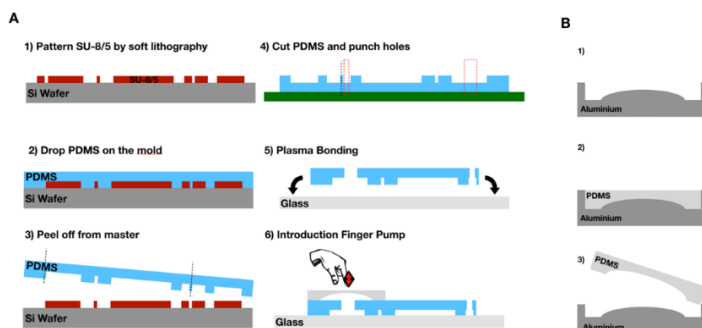 A
1) Pattern SU-8/5 by soft lithography
SU-8/5
Si Wafer
2) Drop PDMS on the mold
PDMS
Si Wafer
3) Peel off from master
PDMS
Si Wafer
4) Cut PDMS and punch holes
5) Plasma Bonding
Glass
6) Introduction Finger Pump
Glass
B
1)
Aluminium
2)
PDMS
Aluminium
3)
PDMS
Aluminium